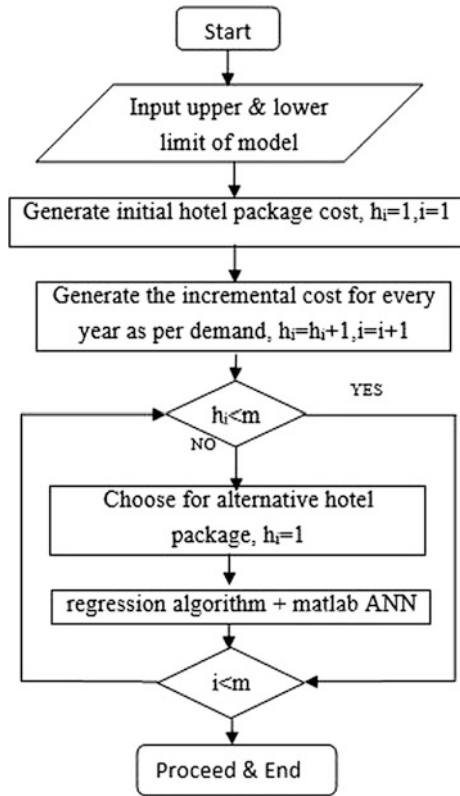 Start
Input upper & lower
limit of model
Generate initial hotel package cost, hᵢ=1,i=1
Generate the incremental cost for every
year as per demand, hᵢ=hᵢ+1,i=i+1
YES
hᵢ<m
NO
Choose for alternative hotel
package, hᵢ=1
regression algorithm + matlab ANN
i<m
Proceed & End